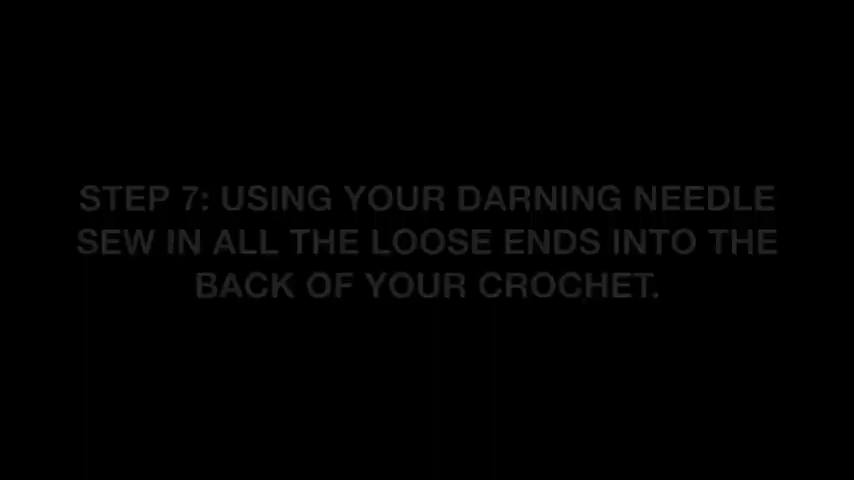 STEP 7: USING YOUR DARNING NEEDLE
SEW IN ALL THE LOOSE ENDS INTO THE
BACK OF YOUR CROCHET.